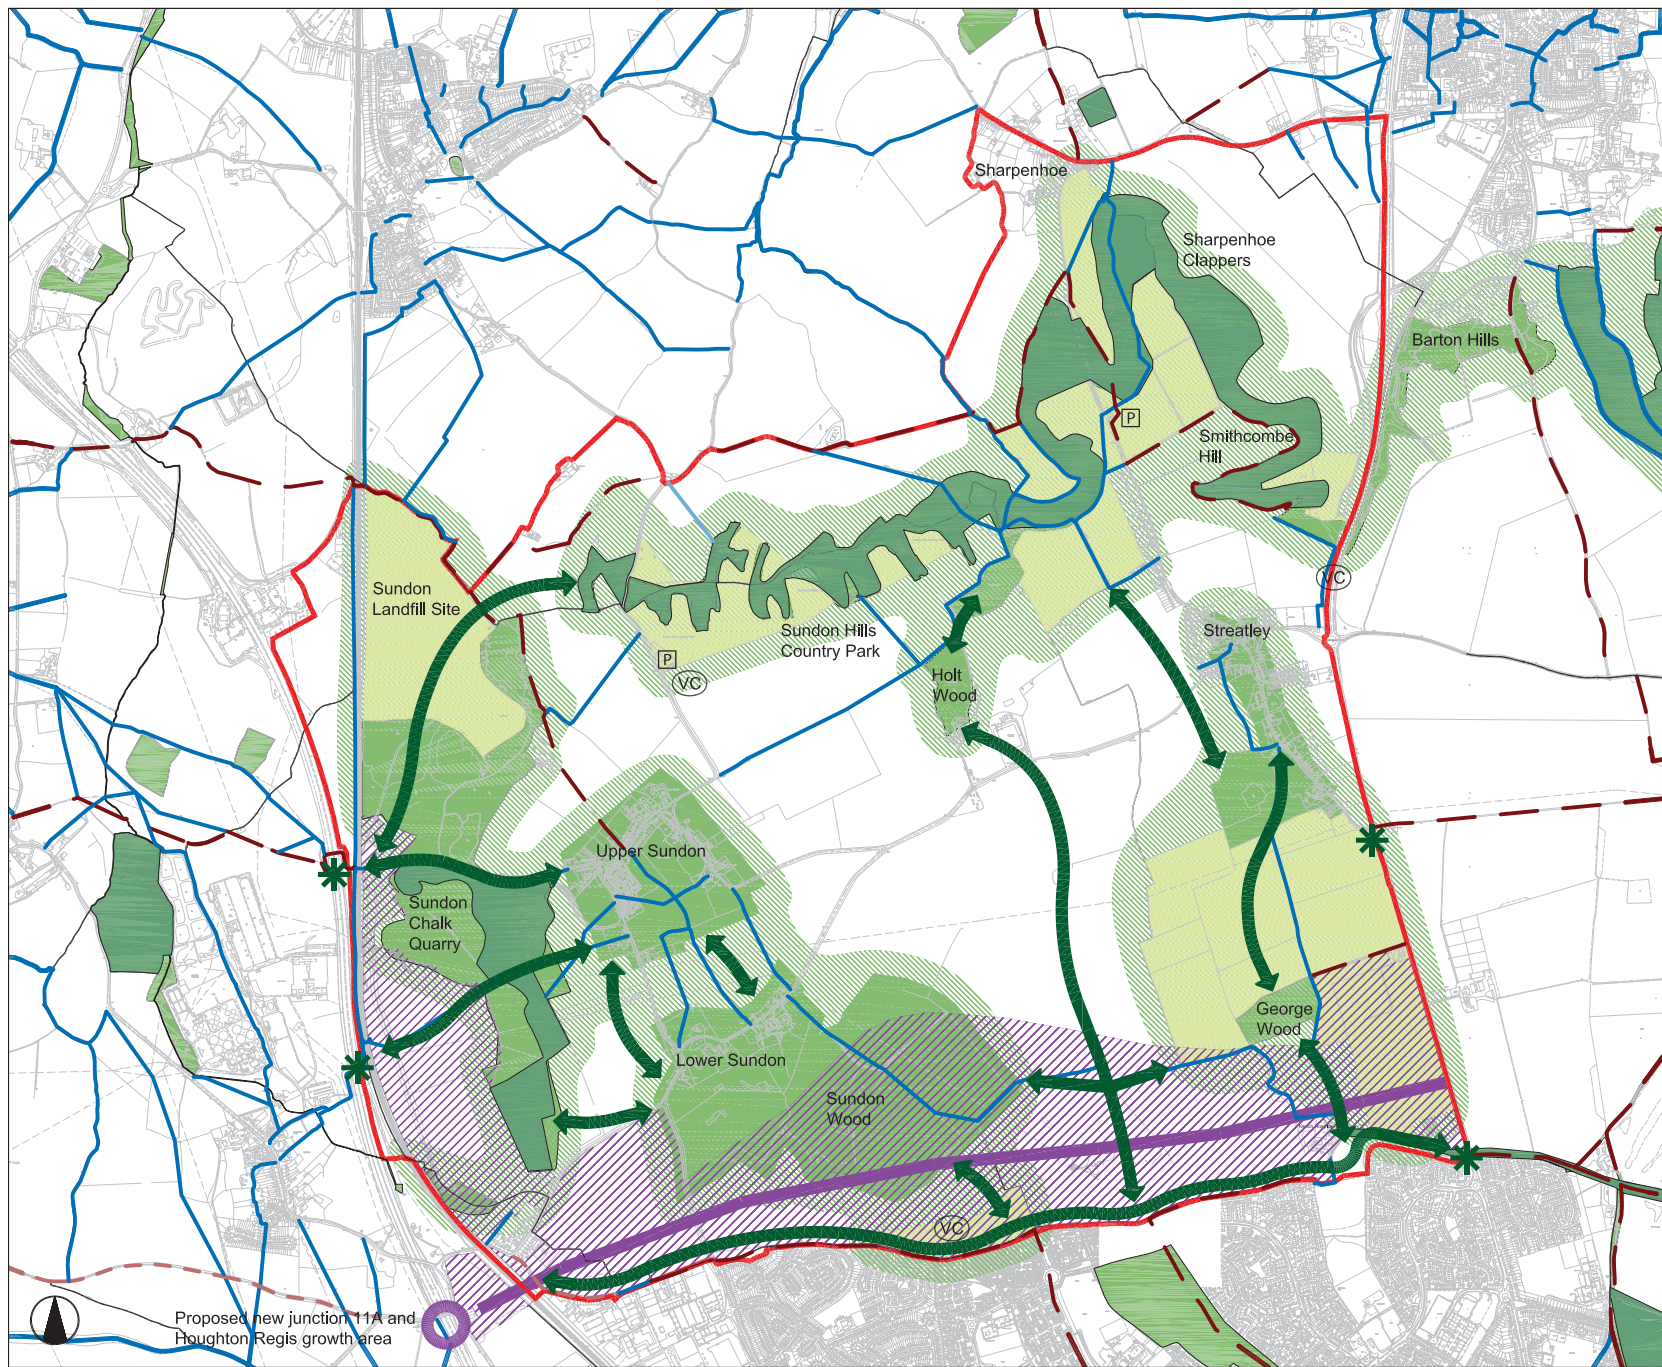 Sharpenhoe
Sharpenhoe
Clappers
Barton Hills
P
Smithcombe
Hill
VC
Sundon
Landfill Site
Sundon Hills
Country Park
Streatley
P
VC
Holt
Wood
Upper Sundon
Sundon
Chalk
Quarry
George
Wood
Lower Sundon
Sundon
Wood
VC
Proposed new junction 11A and
Houghton Regis growth area